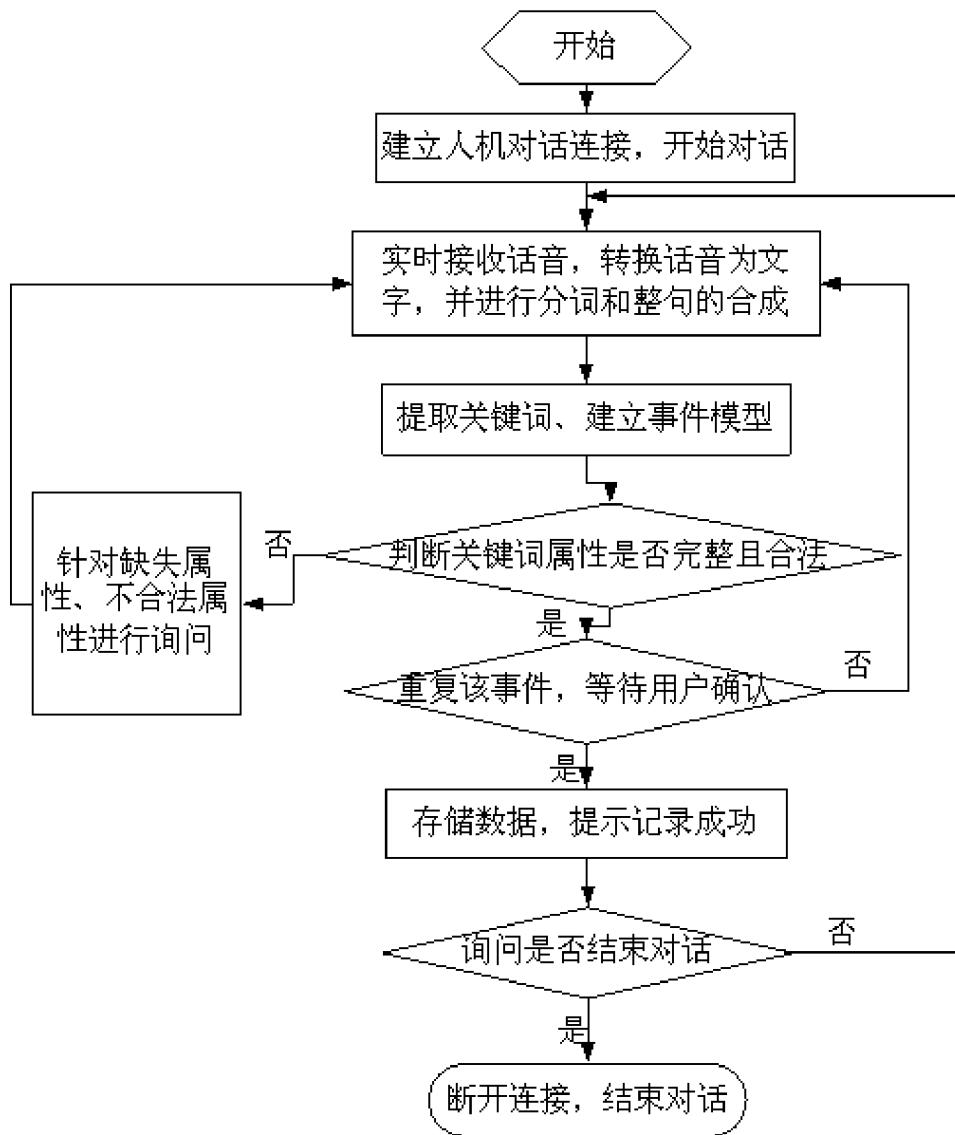 开始
建立人机对话连接，开始对话
实时接收话音，转换话音为文
字，并进行分词和整句的合成
提取关键词、建立事件模型
否
判断关键词属性是否完整且合法
针对缺失属
性、不合法属
性进行询问
是
否
重复该事件，等待用户确认
是
存储数据，提示记录成功
否
询问是否结束对话
是
断开连接，结束对话